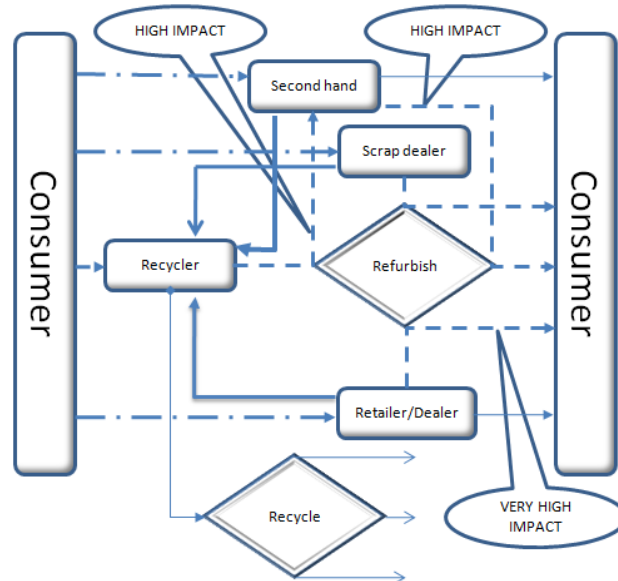 HIGH IMPACT
HIGH IMPACT
Second hand
Scrap dealer
Consumer
Consumer
Recycler
Refurbish
Retailer/Dealer
Recycle
VERY HIGH
IMPACT